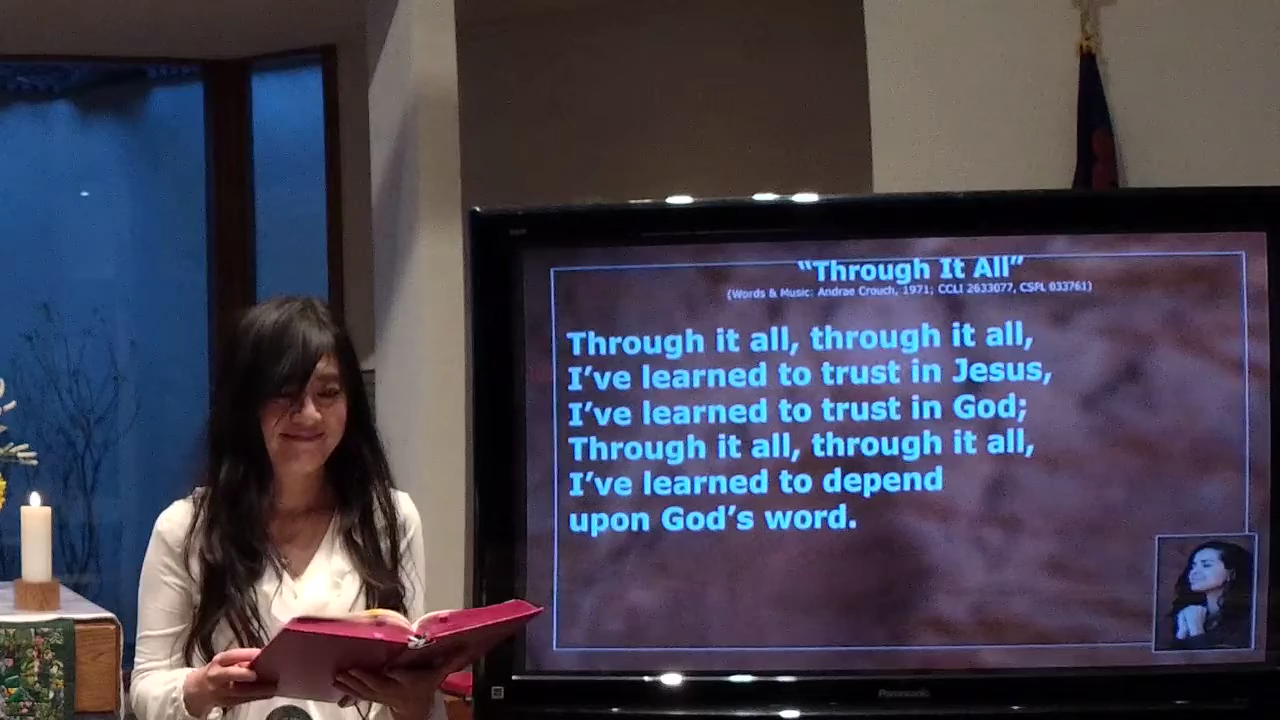 “Through It All”
(Words & Music: Andrae Crouch, 1971; CCLI 2633077, CSPL 033761)
Through it all, through it all,
I’ve learned to trust in Jesus,
I’ve learned to trust in God;
Through it all, through it all,
I’ve learned to depend
upon God’s word.
Panasonic